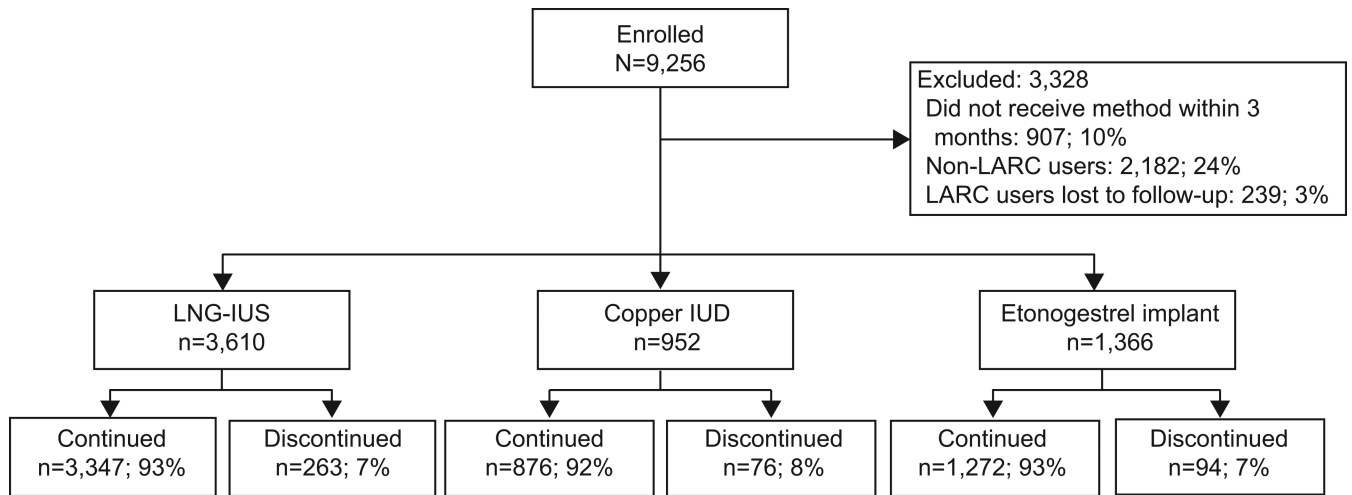 Enrolled
N=9,256
Excluded: 3,328
Did not receive method within 3
months: 907; 10%
Non-LARC users: 2,182; 24%
LARC users lost to follow-up: 239; 3%
LNG-IUS
n=3,610
Copper IUD
n=952
Etonogestrel implant
n=1,366
Continued
n=3,347; 93%
Discontinued
n=263; 7%
Continued
n=876; 92%
Discontinued
n=76; 8%
Continued
n=1,272; 93%
Discontinued
n=94; 7%